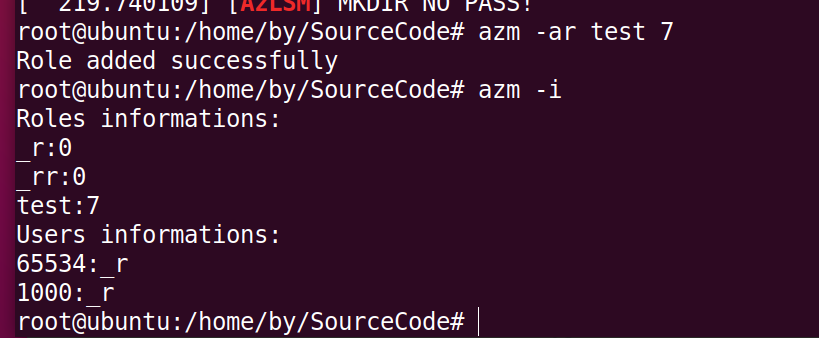 [  219.740109] [AZLSM] MKDIR NO PASS!
root@ubuntu:/home/by/SourceCode# azm -ar test 7
Role added successfully
root@ubuntu:/home/by/SourceCode# azm -i
Roles informations:
_r:0
_rr:0
test:7
Users informations:
65534:_r
1000:_r
root@ubuntu:/home/by/SourceCode#